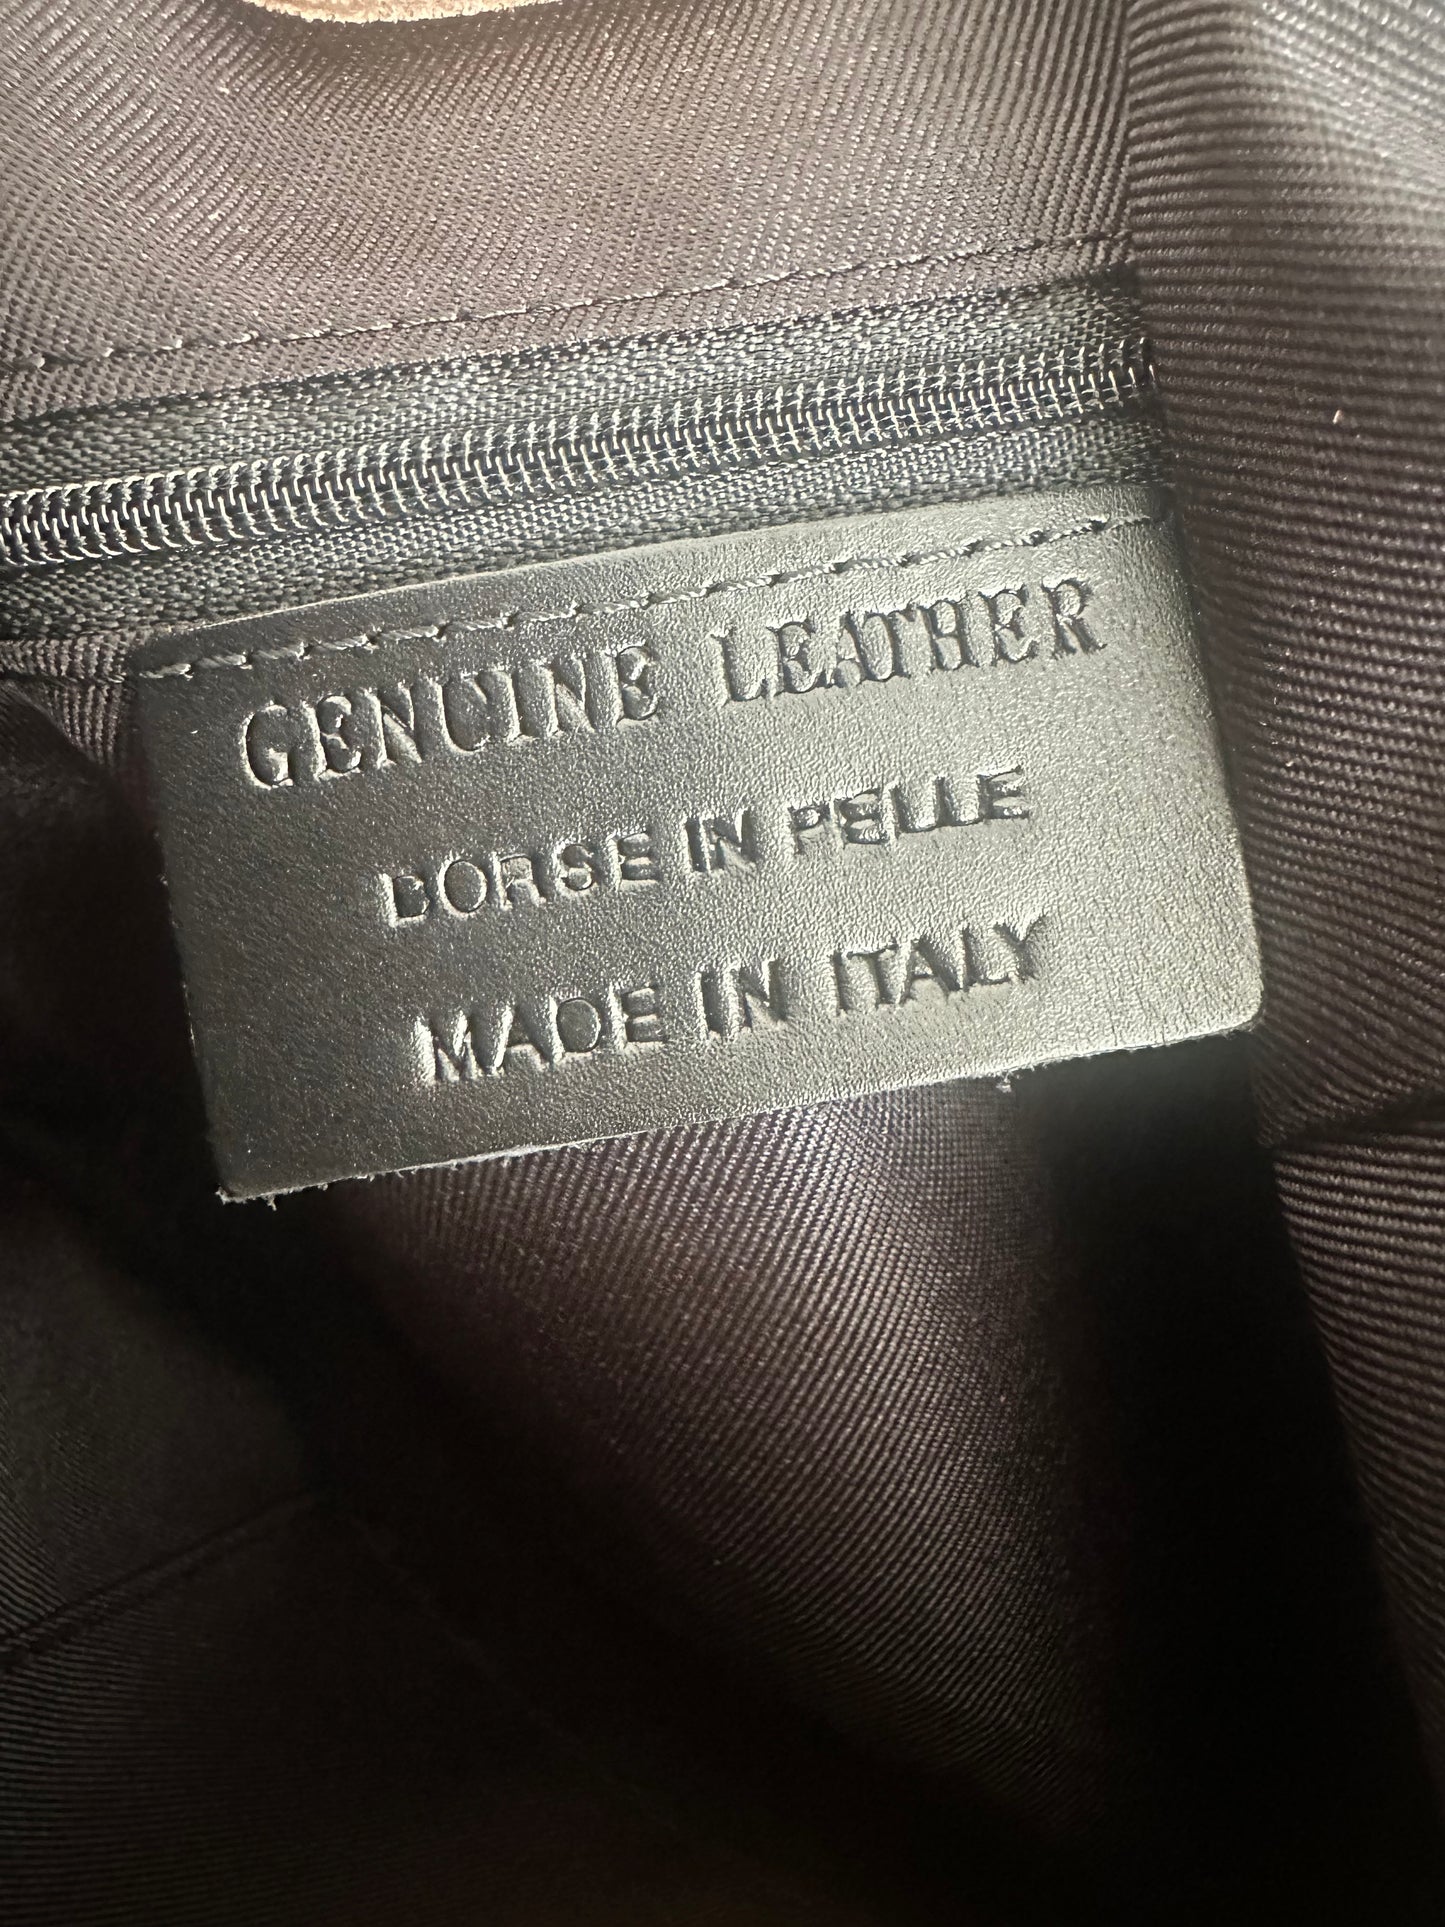 GENUINE LEATHER
BORSE IN PELLE
MADE IN ITALY